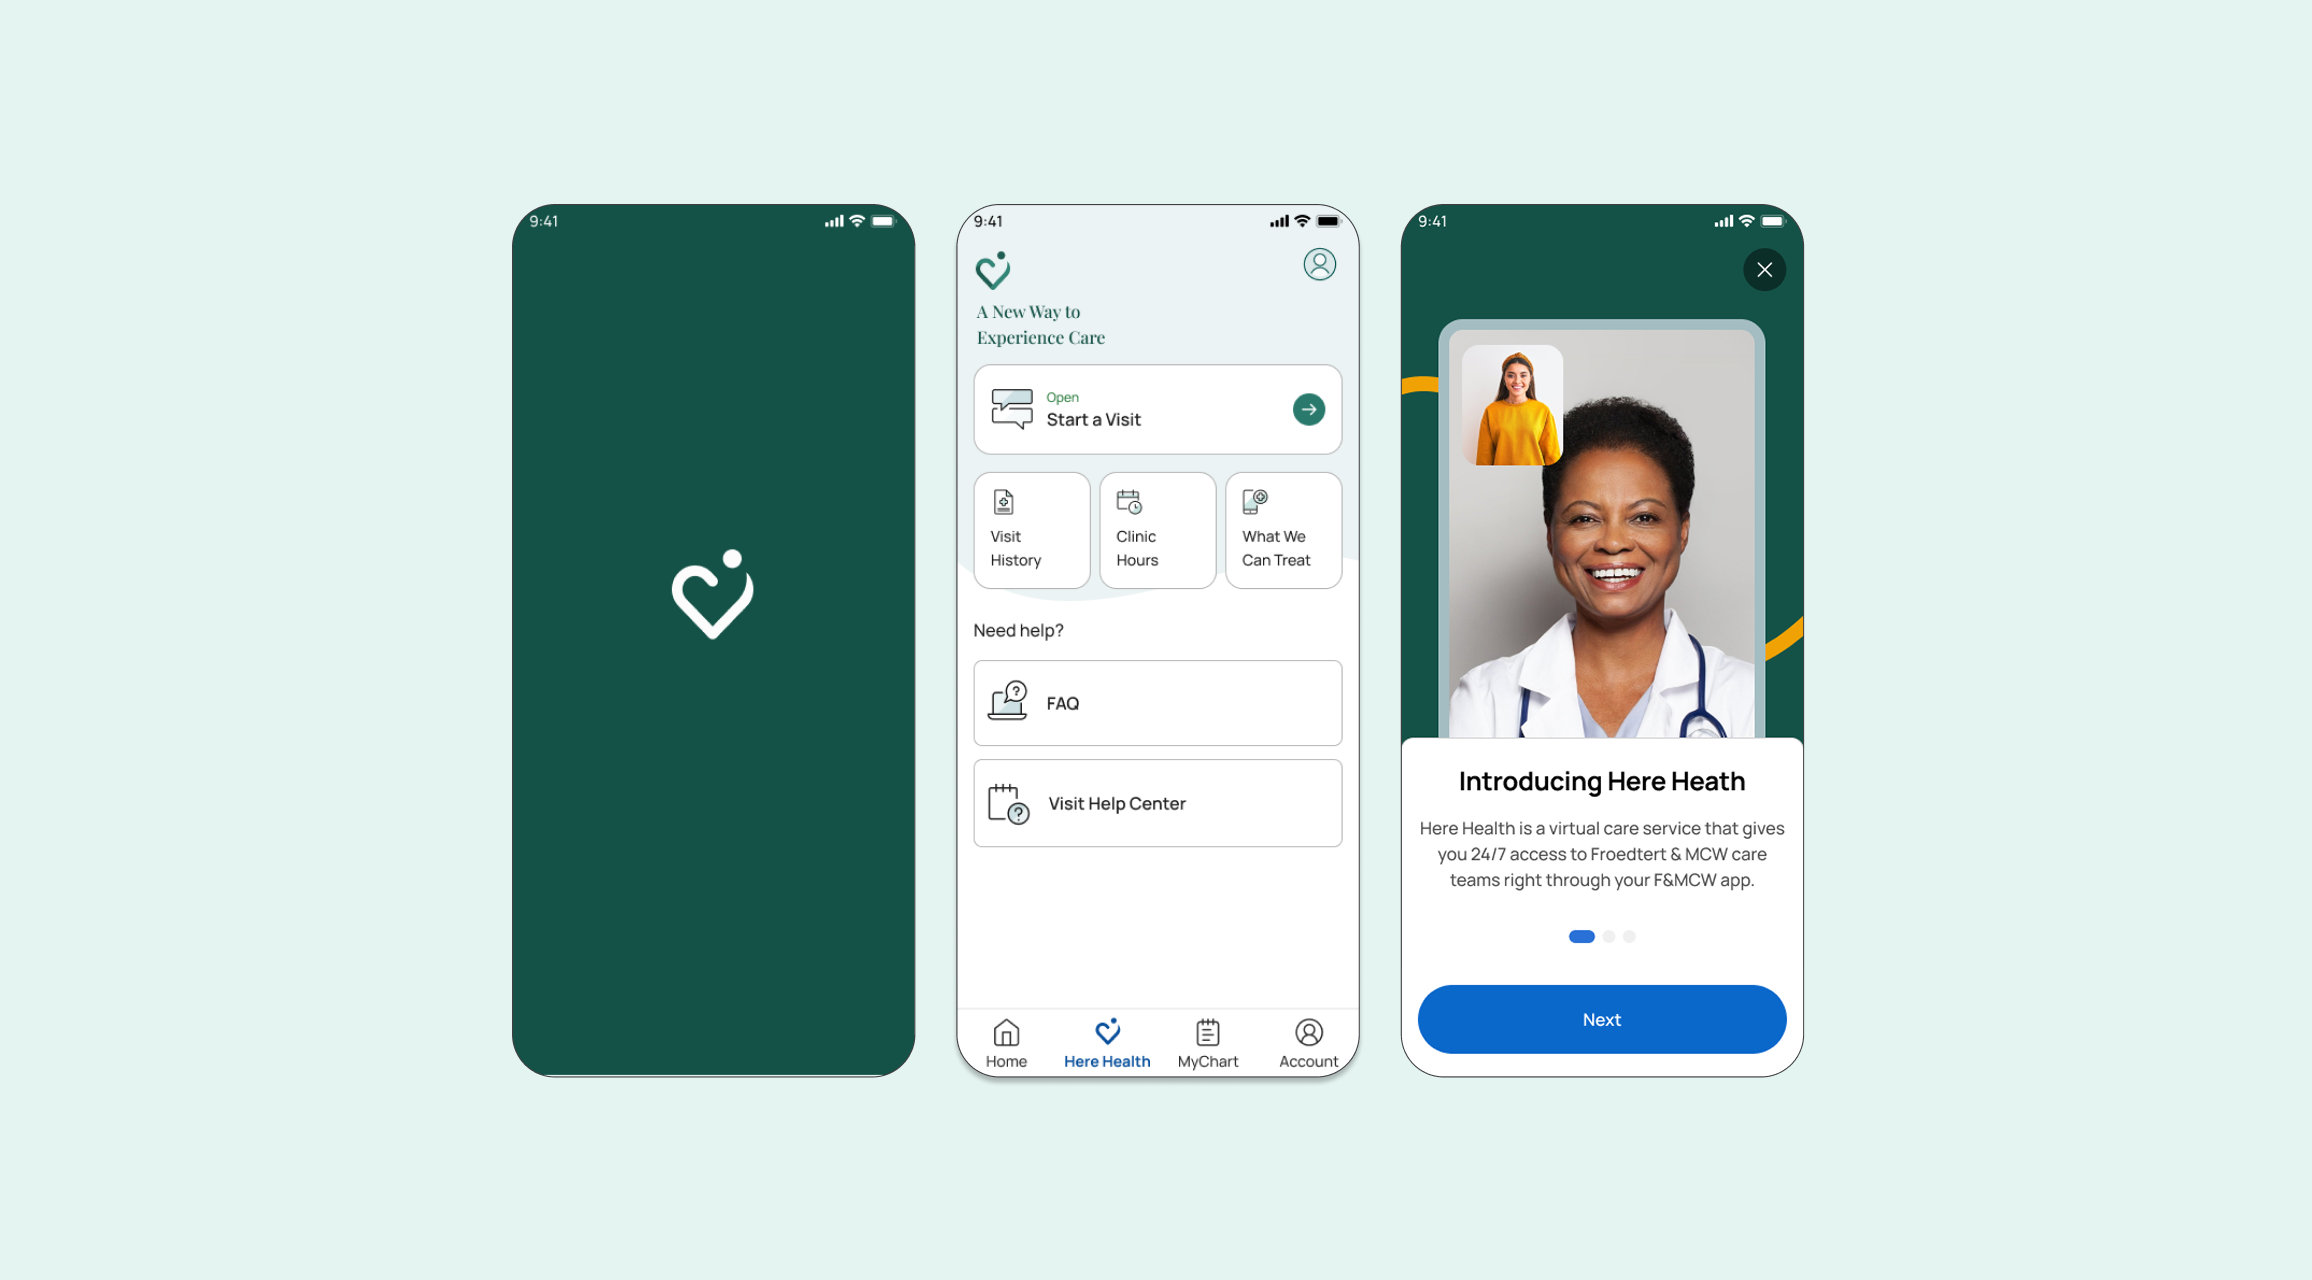 9:41
9:41
A New Way to
Experience Care
Open
Start a Visit
Visit
History
Clinic
Hours
What We
Can Treat
Need help?
FAQ
Visit Help Center
Home
Here Health
MyChart
Account
9:41
Introducing Here Heath
Here Health is a virtual care service that gives
you 24/7 access to Froedtert & MCW care
teams right through your F&MCW app.
Next